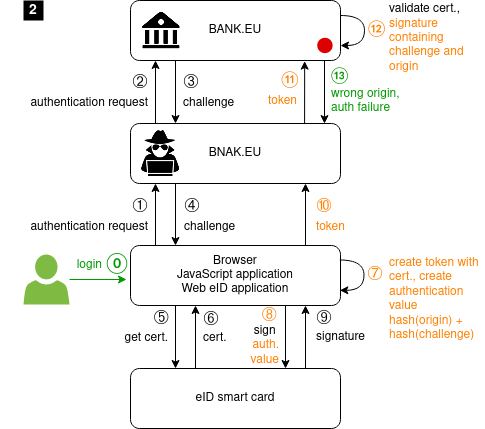 2
BANK.EU
validate cert.,
signature
containing
challenge and
origin
12
2
authentication request
3
challenge
11
token
13
wrong origin,
auth failure
BNAK.EU
1
authentication request
4
challenge
10
token
login 0
Browser
JavaScript application
Web eID application
7
create token with
cert., create
authentication
value
hash(origin) +
hash(challenge)
5
get cert.
6
cert.
8
sign
auth.
value
9
signature
eID smart card